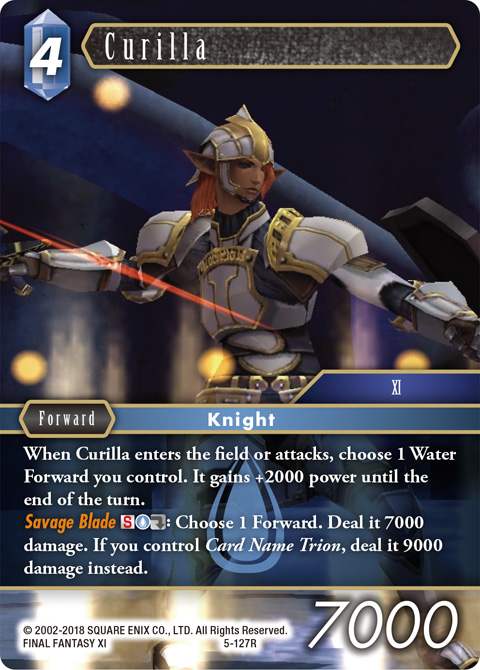 4
Curilla
XI
Forward
Knight
When Curilla enters the field or attacks, choose 1 Water
Forward you control. It gains +2000 power until the
end of the turn.
Savage Blade S : Choose 1 Forward. Deal it 7000
damage. If you control Card Name Trion, deal it 9000
damage instead.
© 2002-2018 SQUARE ENIX CO., LTD. All Rights Reserved.
FINAL FANTASY XI
5-127R
7000